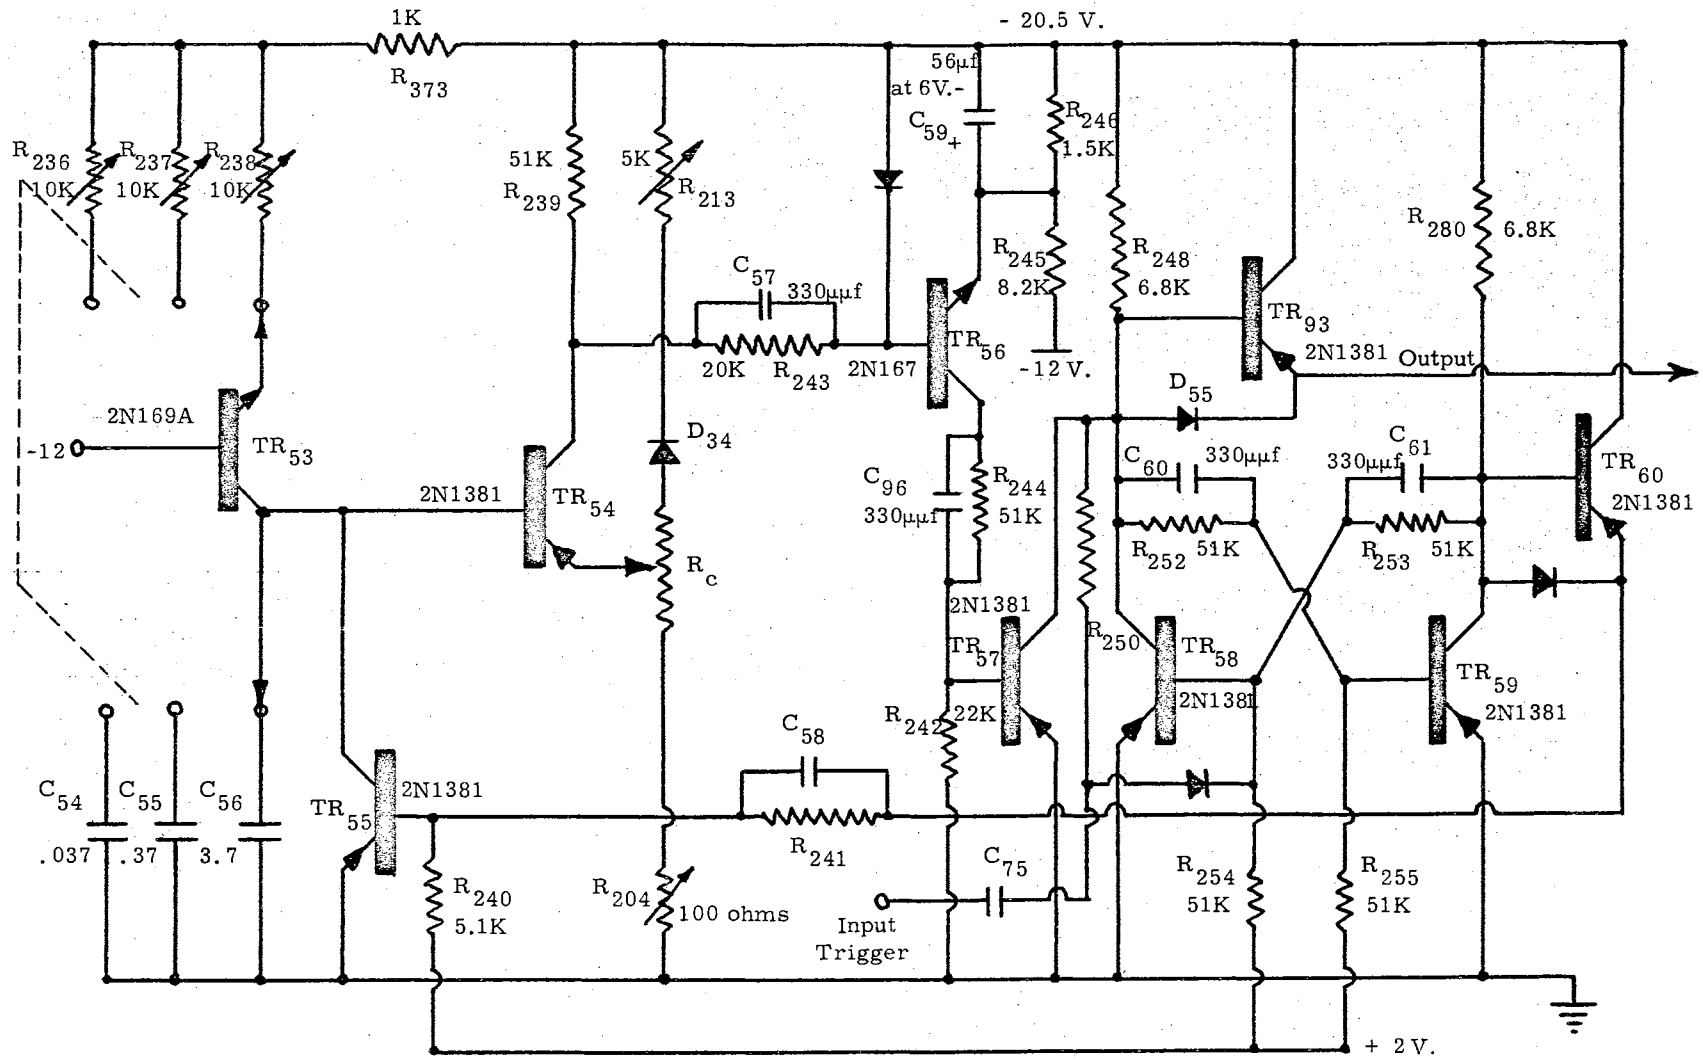 1K
R373
- 20.5 V.
56μf
at 6V.-
C59
+
R246
1.5K
R236
10K
R237
10K
R238
10K
51K
R239
5K
R213
R280
6.8K
C57
330μμf
R245
8.2K
R248
6.8K
TR56
2N167
20K
R243
-12 V.
TR93
2N1381
Output
D55
2N169A
-12
TR53
D34
C60
330μμf
C61
330μμf
TR60
2N1381
2N1381
TR54
C96
330μμf
R244
51K
R252
51K
R253
51K
Rc
2N1381
TR57
R250
TR58
2N1381
TR59
2N1381
R242
22K
C58
2N1381
TR55
C54
.037
C55
.37
C56
3.7
R241
C75
R240
5.1K
R204
100 ohms
Input
Trigger
R254
51K
R255
51K
+ 2 V.